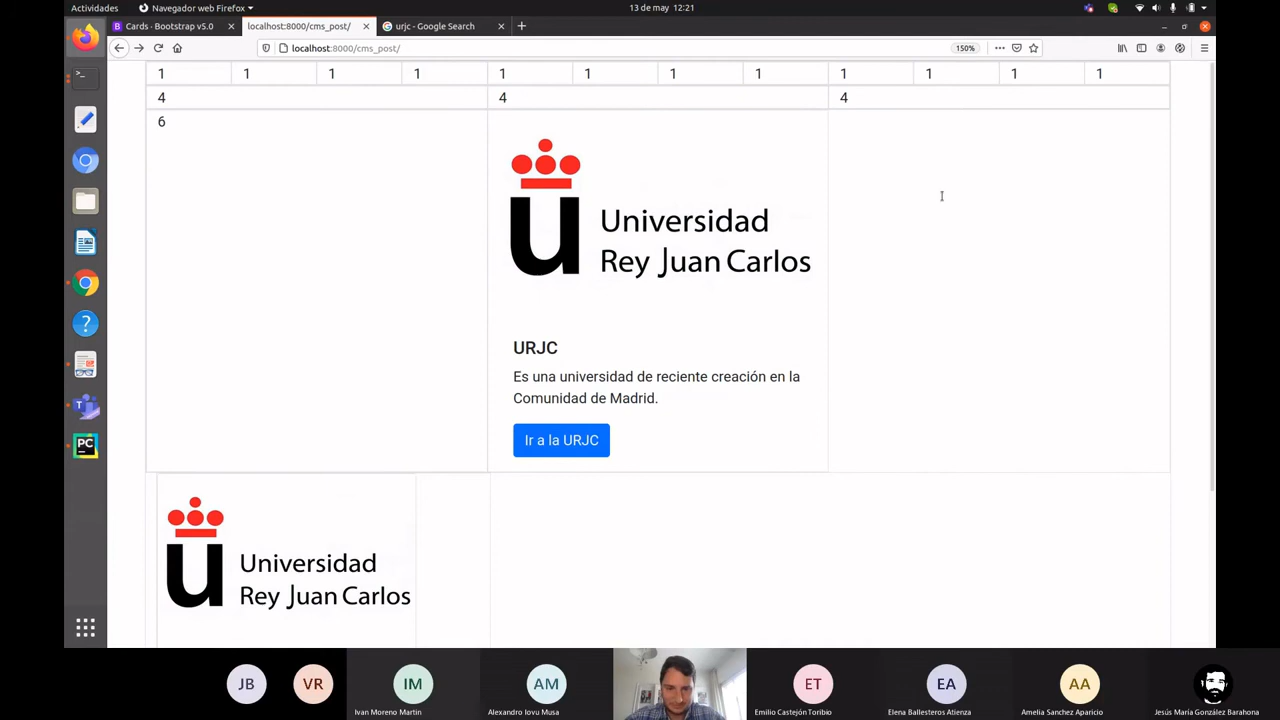 Actividades
Navegador web Firefox
13 de may 12:21
Cards · Bootstrap v5.0
localhost:8000/cms_post/
urjc - Google Search
localhost:8000/cms_post/
150%
1 1 1 1 1 1 1 1 1 1 1 1
4 4 4
6
u Universidad
Rey Juan Carlos
URJC
Es una universidad de reciente creación en la
Comunidad de Madrid.
Ir a la URJC
u Universidad
Rey Juan Carlos
JB VR IM AM ET EA AA
Ivan Moreno Martin
Alexandro Iovu Musa
Emilio Castejón Toribio
Elena Ballesteros Atienza
Amelia Sanchez Aparicio
Jesús María González Barahona